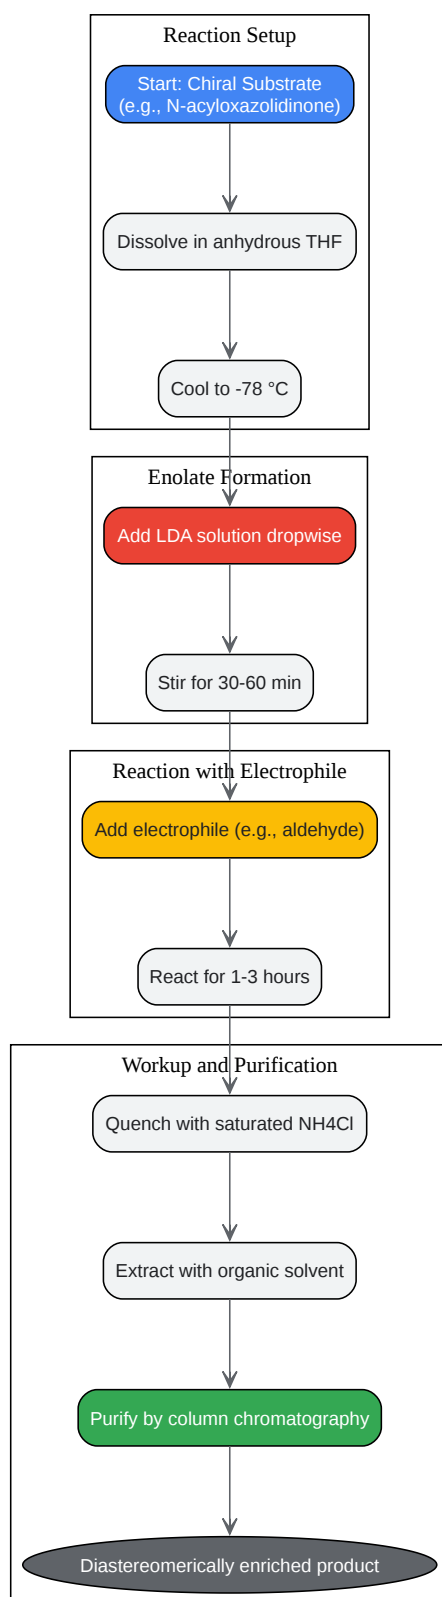 Reaction Setup
Start: Chiral Substrate
(e.g., N-acyloxazolidinone)
Dissolve in anhydrous THF
Cool to -78 °C
Enolate Formation
Add LDA solution dropwise
Stir for 30-60 min
Reaction with Electrophile
Add electrophile (e.g., aldehyde)
React for 1-3 hours
Workup and Purification
Quench with saturated NH4Cl
Extract with organic solvent
Purify by column chromatography
Diastereomerically enriched product